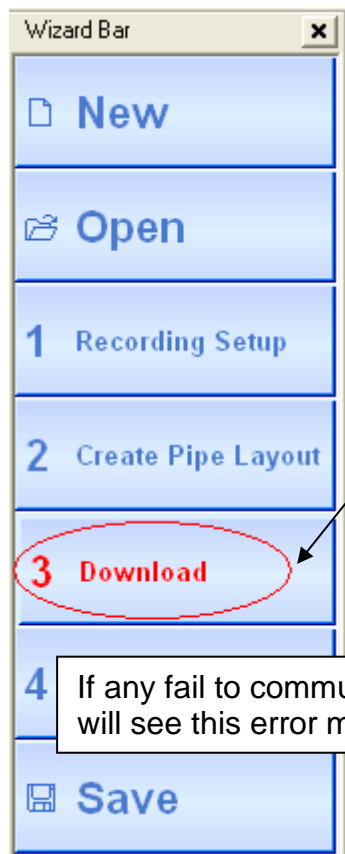 Wizard Bar
New
Open
1 Recording Setup
2 Create Pipe Layout
3 Download
4
If any fail to
will see this error
Save